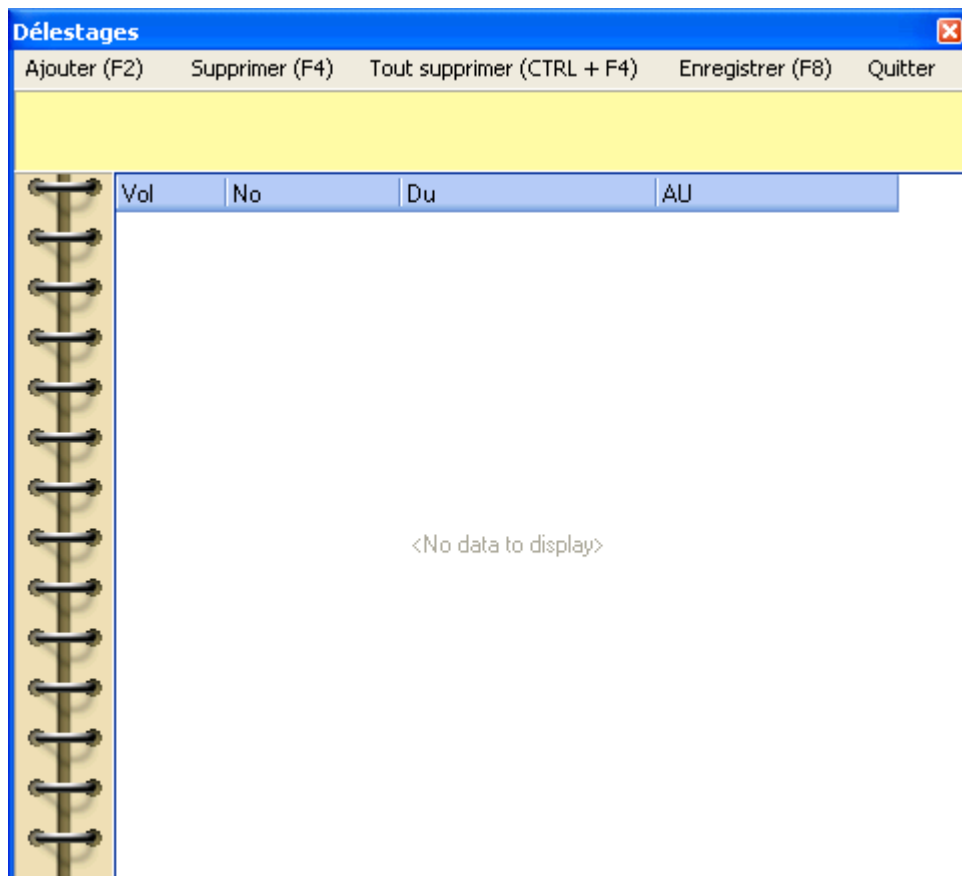 Délestages
Ajouter (F2) Supprimer (F4) Tout supprimer (CTRL + F4) Enregistrer (F8) Quitter
Vol No Du AU
<No data to display>